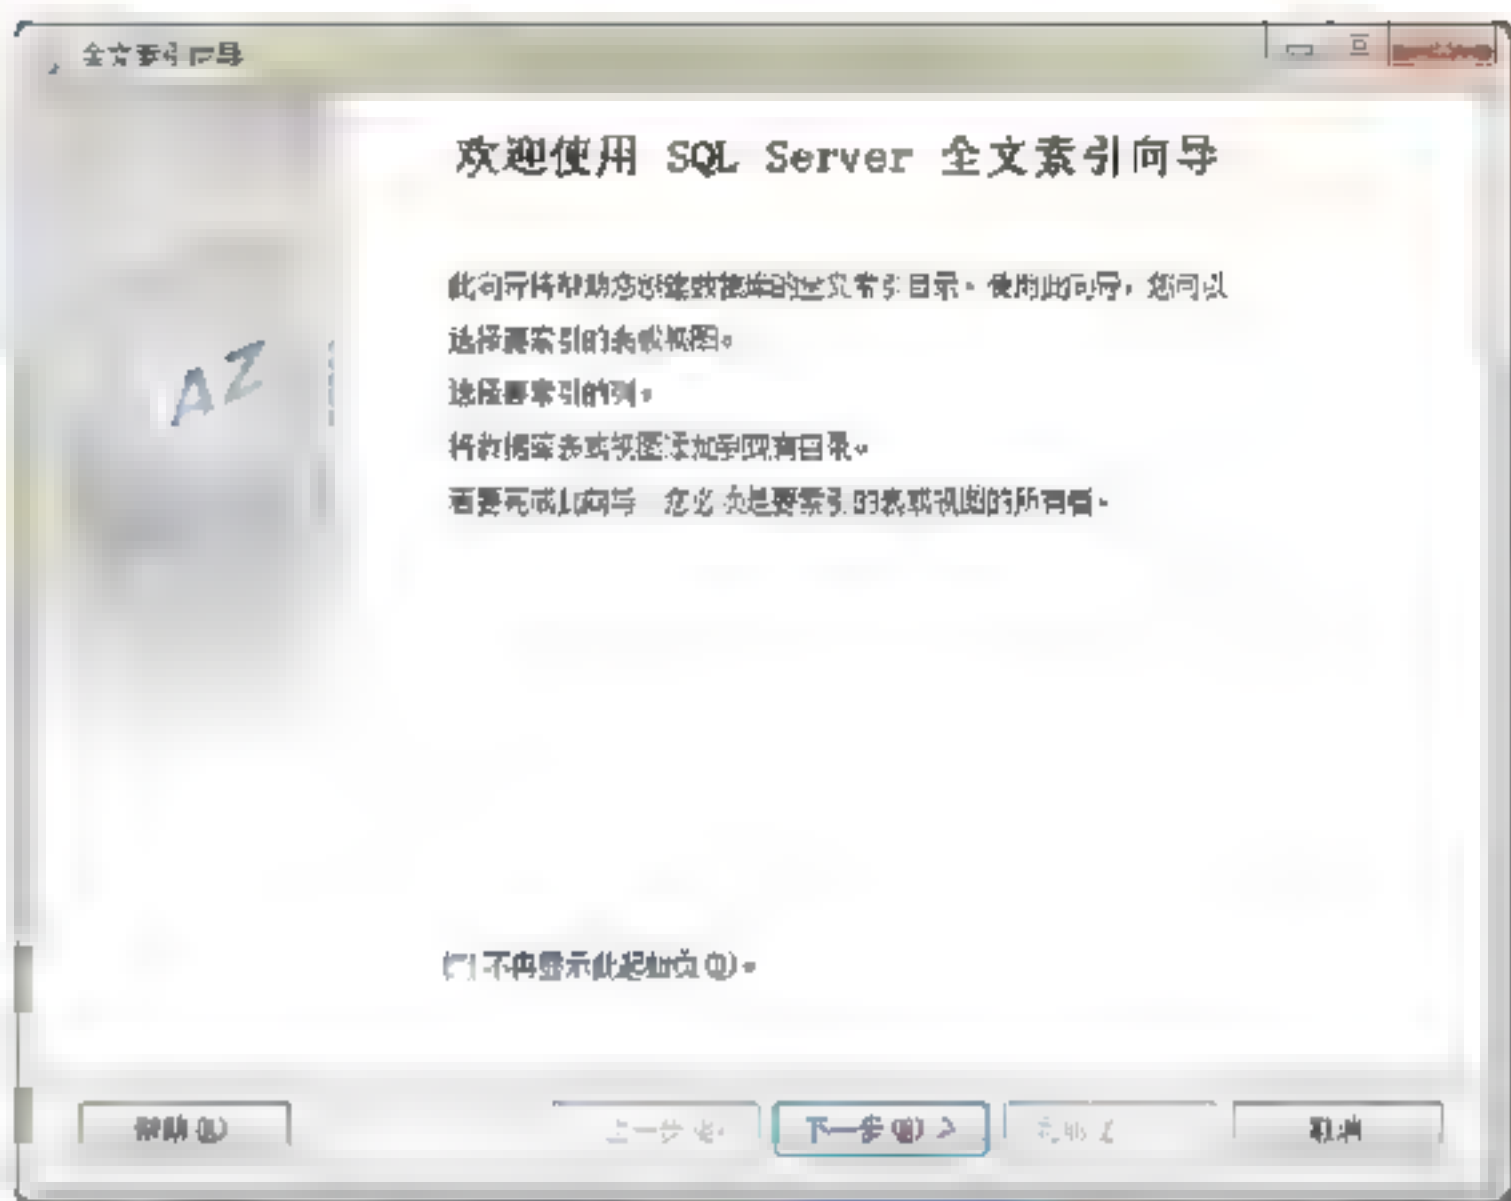 全文索引向导
欢迎使用 SQL Server 全文索引向导
此向导将帮助您创建数据库的全文索引目录。使用此向导，您可以
选择要索引的表或视图。
选择要索引的列。
将数据库表或视图添加到现有目录。
若要完成此向导，您必须是要索引的表或视图的所有者。
不再显示此起始页(D)。
帮助(H)
上一步(
下一步(N) >
取消